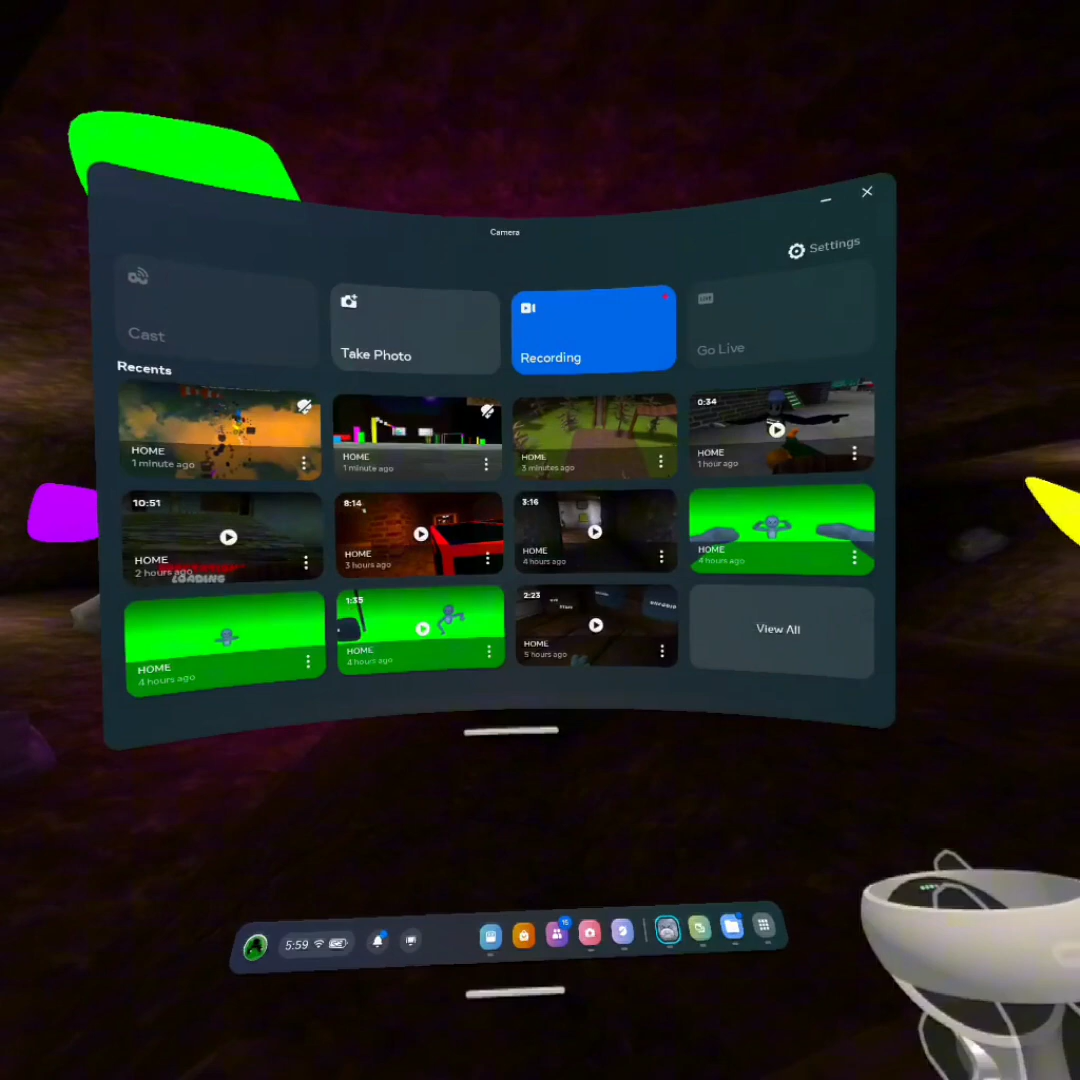 Camera
Settings
Cast
Take Photo
Recording
LIVE
Go Live
Recents
HOME
1 minute ago
HOME
1 minute ago
HOME
3 minutes ago
0:34
HOME
1 hour ago
10:51
HOME
2 hours ago
LOADING
8:14
HOME
3 hours ago
3:16
HOME
4 hours ago
HOME
4 hours ago
HOME
4 hours ago
1:35
HOME
4 hours ago
2:23
HOME
5 hours ago
View All
5:59
15